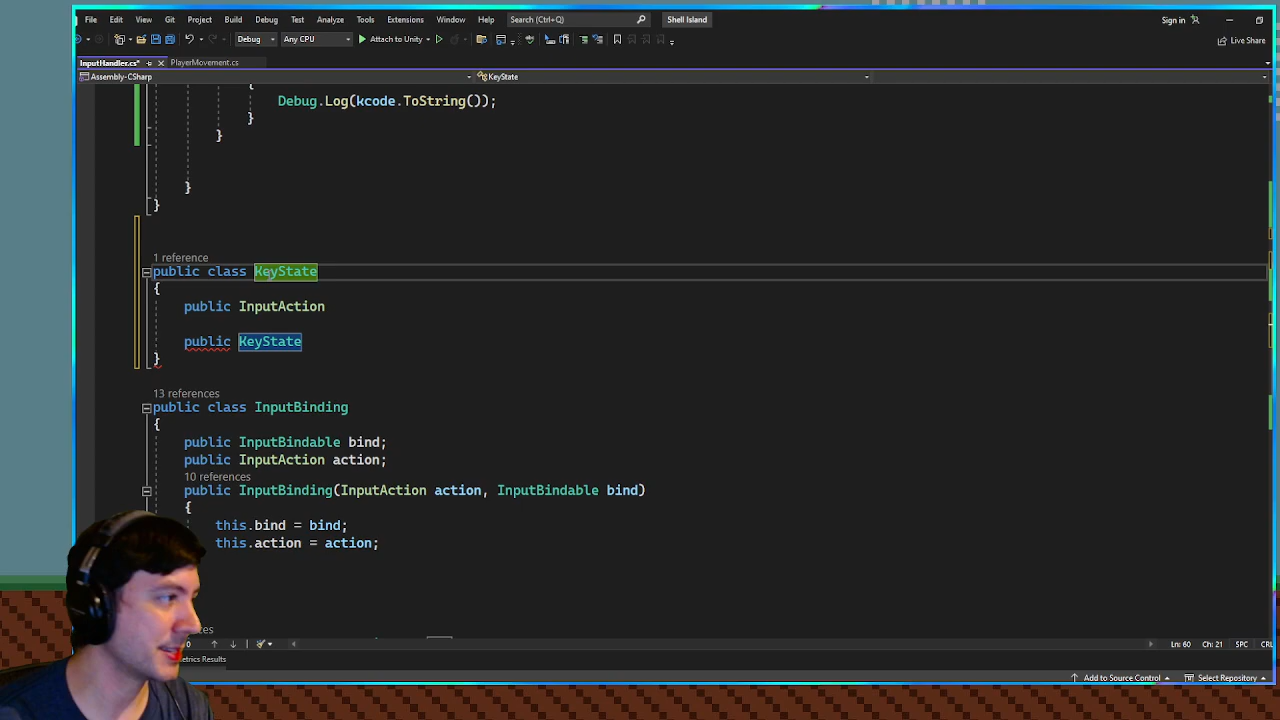 File Edit View Git Project Build Debug Test Analyze Tools Extensions Window Help Search (Ctrl+Q) Shell Island Sign in
Debug Any CPU Attach to Unity Live Share
InputHandler.cs* PlayerMovement.cs
Assembly-CSharp KeyState
{
Debug.Log(kcode.ToString());
}
}
}
}
1 reference
public class KeyState
{
public InputAction
public KeyState
}
13 references
public class InputBinding
{
public InputBindable bind;
public InputAction action;
10 references
public InputBinding(InputAction action, InputBindable bind)
{
this.bind = bind;
this.action = action;
Ln: 60 Ch: 21 SPC
Results
Add to Source Control Select Repository